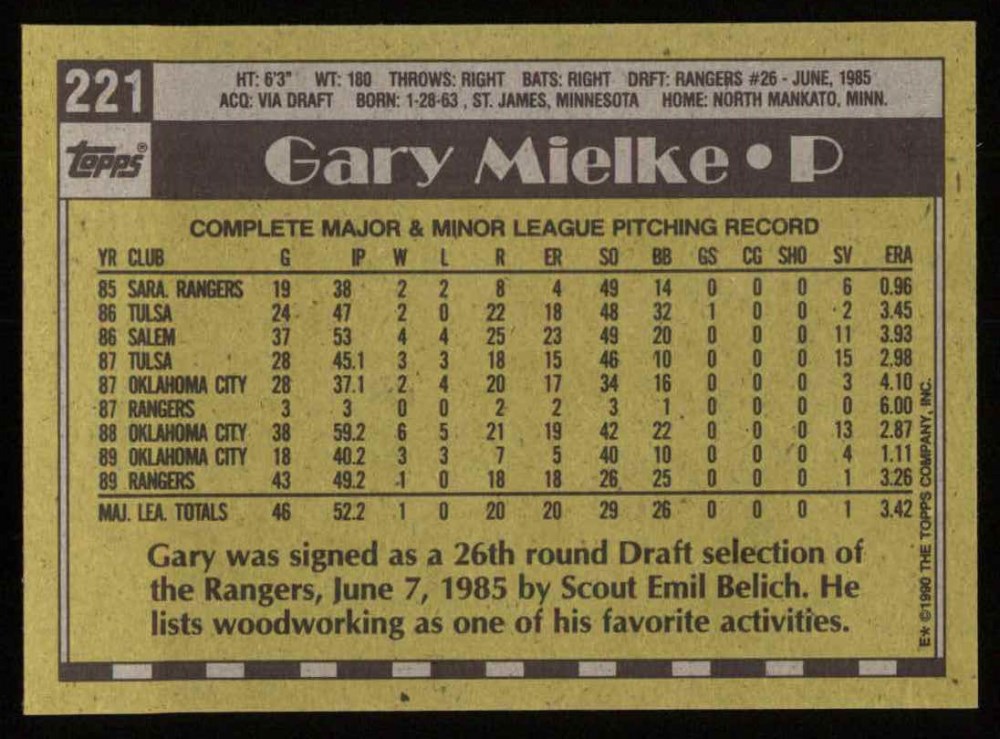 221
HT: 6'3" WT: 180 THROWS: RIGHT BATS: RIGHT DRFT: RANGERS #26 - JUNE, 1985
ACQ: VIA DRAFT BORN: 1-28-63 , ST. JAMES, MINNESOTA HOME: NORTH MANKATO, MINN.
Topps®
Gary Mielke • P
COMPLETE MAJOR & MINOR LEAGUE PITCHING RECORD
YR CLUB G IP W L R ER SO BB GS CG SHO SV ERA
85 SARA. RANGERS 19 38 2 2 8 4 49 14 0 0 0 6 0.96
86 TULSA 24 47 2 0 22 18 48 32 1 0 0 2 3.45
86 SALEM 37 53 4 4 25 23 49 20 0 0 0 11 3.93
87 TULSA 28 45.1 3 3 18 15 46 10 0 0 0 15 2.98
87 OKLAHOMA CITY 28 37.1 2 4 20 17 34 16 0 0 0 3 4.10
87 RANGERS 3 3 0 0 2 2 3 1 0 0 0 0 6.00
88 OKLAHOMA CITY 38 59.2 6 5 21 19 42 22 0 0 0 13 2.87
89 OKLAHOMA CITY 18 40.2 3 3 7 5 40 10 0 0 0 4 1.11
89 RANGERS 43 49.2 1 0 18 18 26 25 0 0 0 1 3.26
MAJ. LEA. TOTALS 46 52.2 1 0 20 20 29 26 0 0 0 1 3.42
Gary was signed as a 26th round Draft selection of
the Rangers, June 7, 1985 by Scout Emil Belich. He
lists woodworking as one of his favorite activities.
E* ©1990 THE TOPPS COMPANY, INC.